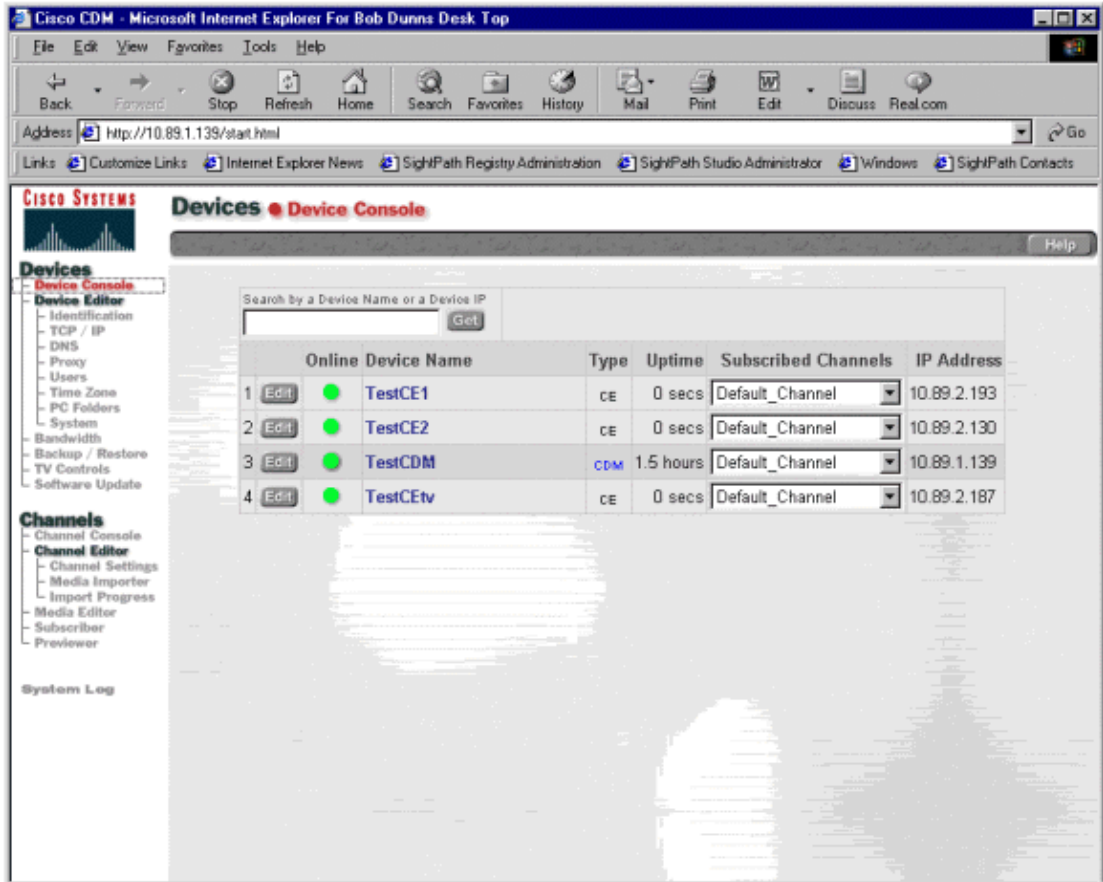 Cisco CDM - Microsoft Internet Explorer For Bob Dunns Desk Top
File Edit View Favorites Tools Help
Back Forward Stop Refresh Home Search Favorites History Mail Print Edit Discuss Real.com
Address http://10.89.1.139/start.html Go
Links Customize Links Internet Explorer News SightPath Registry Administration SightPath Studio Administrator Windows SightPath Contacts
CISCO SYSTEMS
Devices Device Console
Help
Devices
Device Console
Device Editor
Identification
TCP / IP
DNS
Proxy
Users
Time Zone
PC Folders
System
Bandwidth
Backup / Restore
TV Controls
Software Update
Channels
Channel Console
Channel Editor
Channel Settings
Media Importer
Import Progress
Media Editor
Subscriber
Previewer
System Log
Search by a Device Name or a Device IP
Get
Online Device Name Type Uptime Subscribed Channels IP Address
1 Edit TestCE1 CE 0 secs Default_Channel 10.89.2.193
2 Edit TestCE2 CE 0 secs Default_Channel 10.89.2.130
3 Edit TestCDM CDM 1.5 hours Default_Channel 10.89.1.139
4 Edit TestCEtv CE 0 secs Default_Channel 10.89.2.187